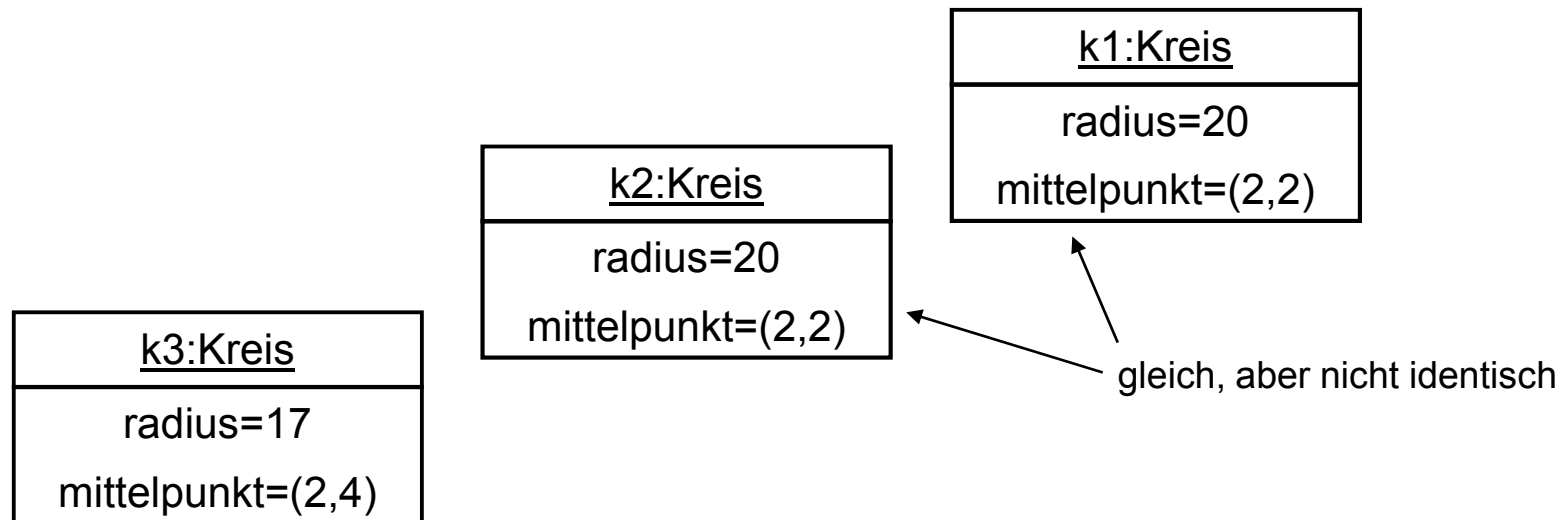 k1:Kreis
radius=20
mittelpunkt=(2,2)
k2:Kreis
radius=20
mittelpunkt=(2,2)
gleich, aber nicht identisch
k3:Kreis
radius=17
mittelpunkt=(2,4)